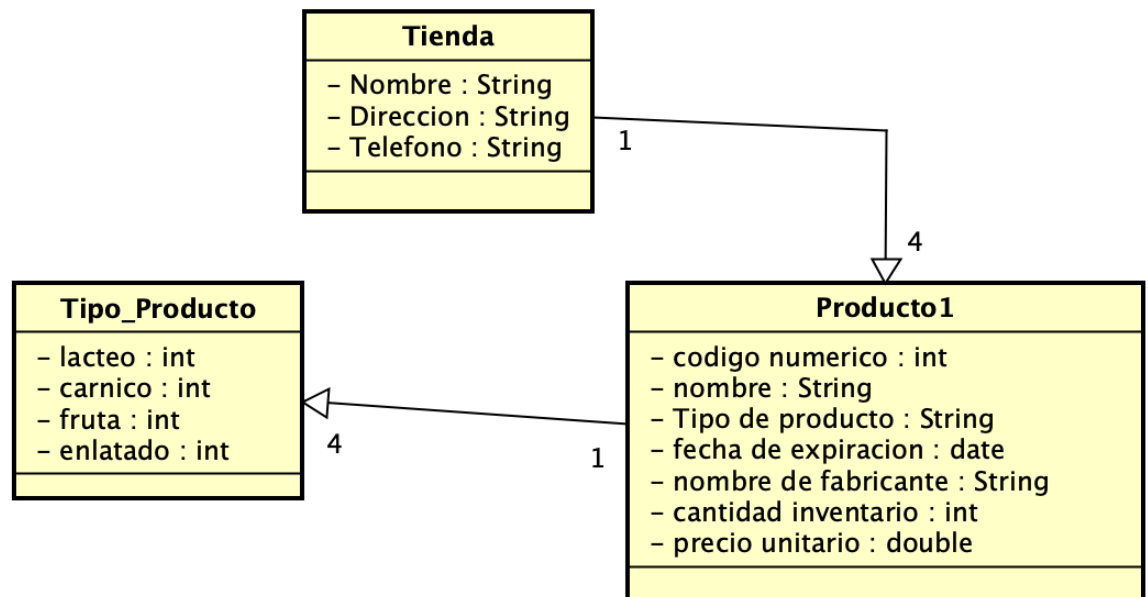 Tienda
– Nombre : String
– Direccion : String
– Telefono : String
1
4
Tipo_Producto
– lacteo : int
– carnico : int
– fruta : int
– enlatado : int
4
1
Producto1
– codigo numerico : int
– nombre : String
– Tipo de producto : String
– fecha de expiracion : date
– nombre de fabricante : String
– cantidad inventario : int
– precio unitario : double